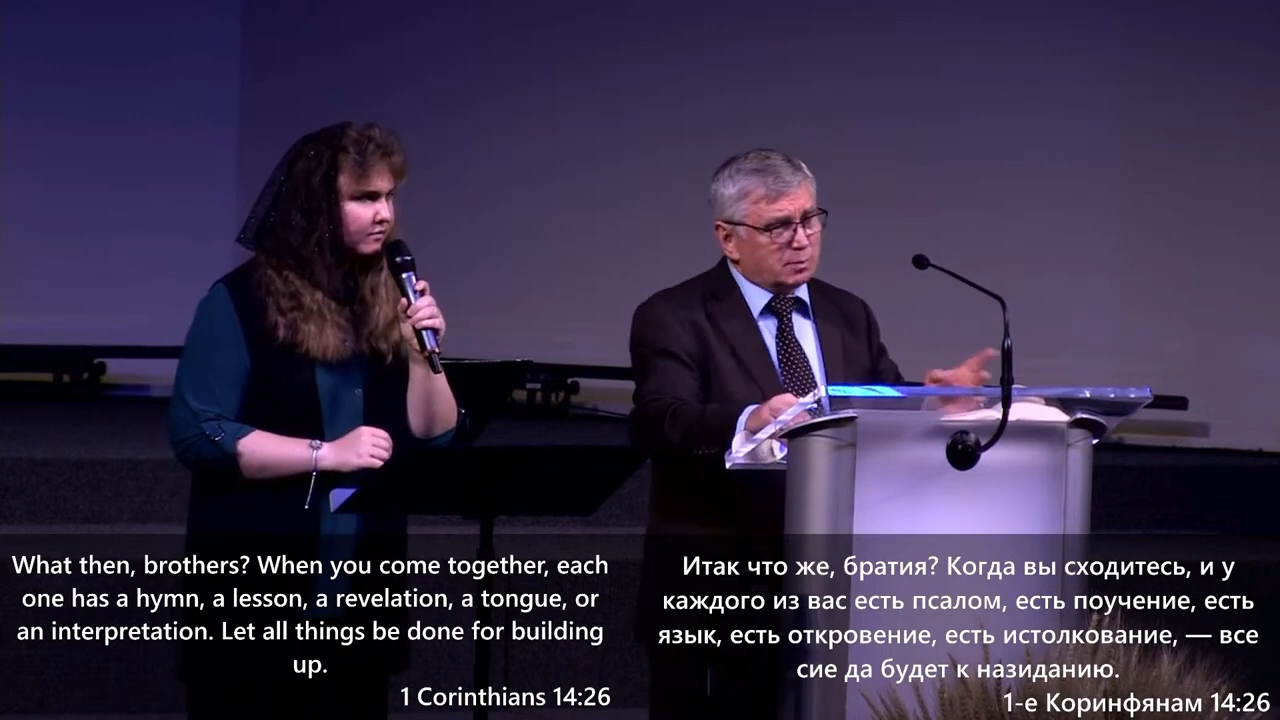 What then, brothers? When you come together, each
one has a hymn, a lesson, a revelation, a tongue, or
an interpretation. Let all things be done for building
up.
1 Corinthians 14:26
Итак что же, братия? Когда вы сходитесь, и у
каждого из вас есть псалом, есть поучение, есть
язык, есть откровение, есть истолкование, — все
сие да будет к назиданию.
1-е Коринфянам 14:26